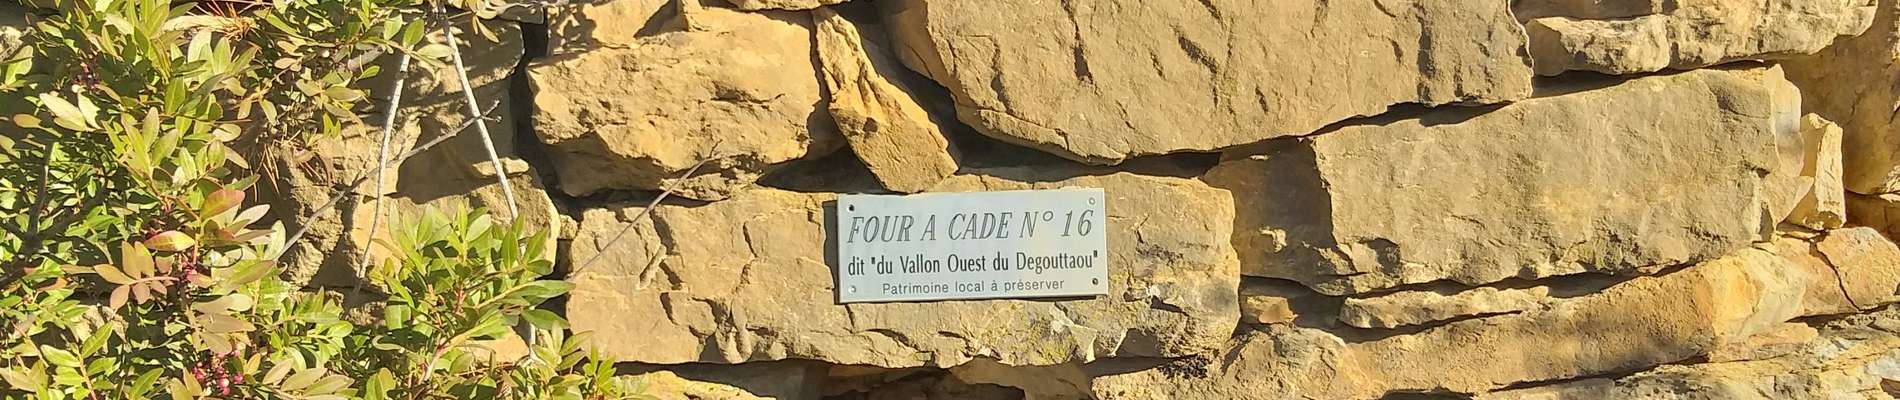 FOUR A CADE N° 16
dit "du Vallon Ouest du Degouttaou"
Patrimoine local à préserver